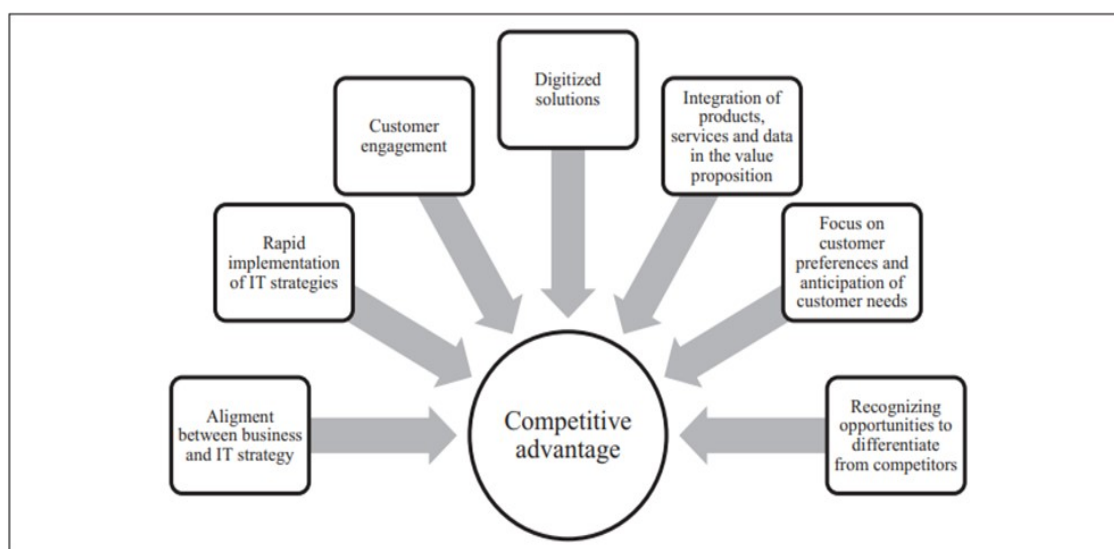 Digitized
solutions
Customer
engagement
Integration of
products,
services and data
in the value
proposition
Rapid
implementation
of IT strategies
Focus on
customer
preferences and
anticipation of
customer needs
Aligment
between business
and IT strategy
Competitive
advantage
Recognizing
opportunities to
differentiate
from competitors